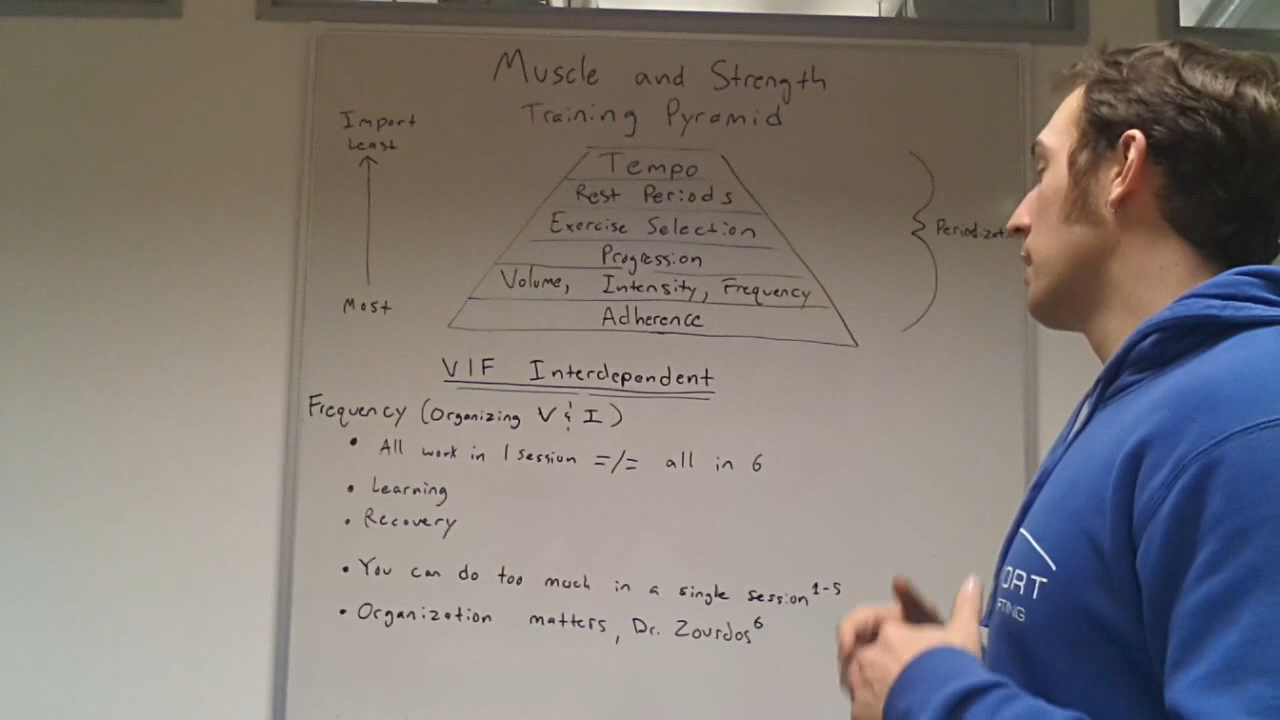 Muscle and Strength
Training Pyramid
Import
Least
Most
Tempo
Rest Periods
Exercise Selection
Progression
Volume, Intensity, Frequency
Adherence
VIF Interdependent
Frequency (Organizing V & I)
• All work in 1 session =/= all in 6
• Learning
• Recovery
• You can do too much in a single session 1-5
• Organization matters, Dr. Zourdos 6
ORT